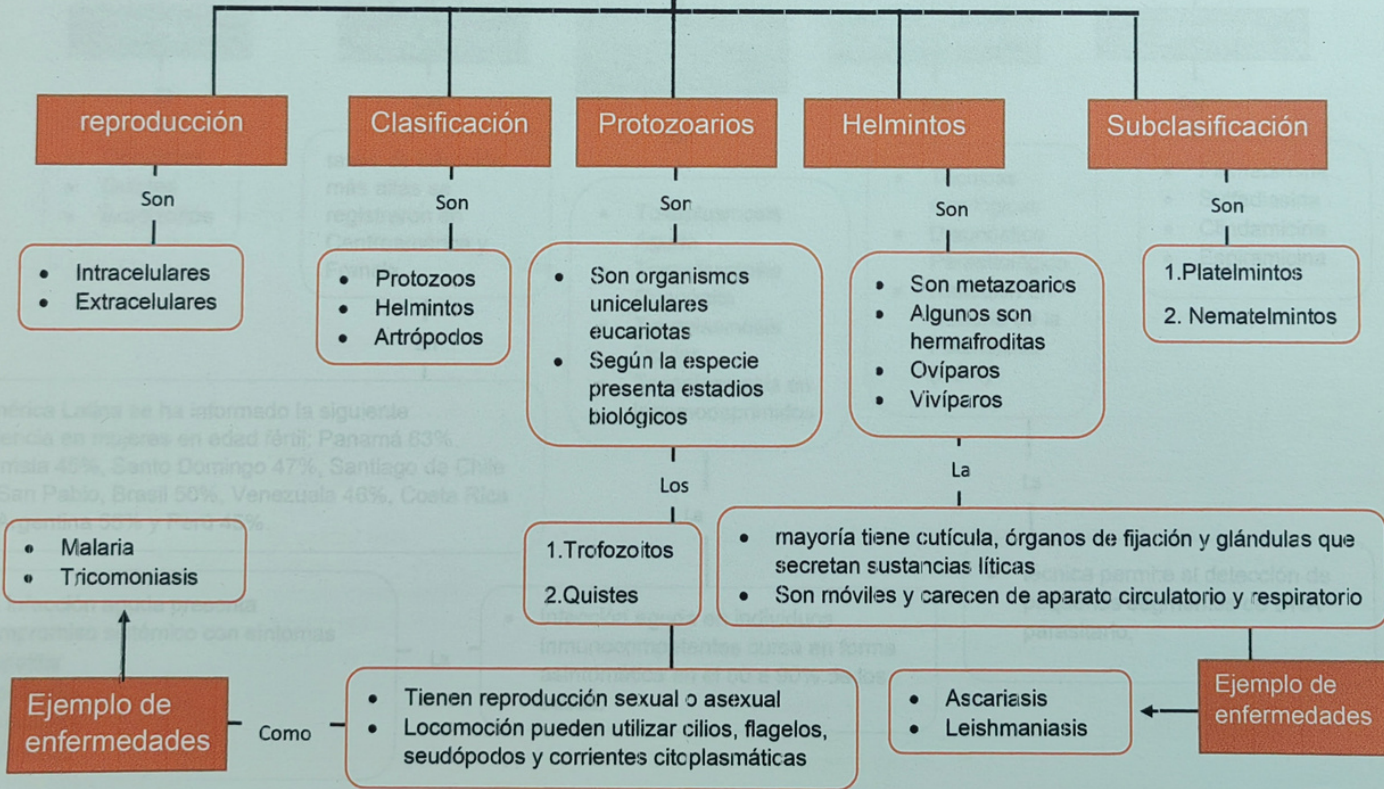 reproducción
Clasificación
Protozoarios
Helmintos
Subclasificación
Son
Son
Son
Son
Son
• Intracelulares
• Extracelulares
• Protozoos
• Helmintos
• Artrópodos
• Son organismos
unicelulares
eucariotas
• Según la especie
presenta estadios
biológicos
• Son metazoarios
• Algunos son
hermafroditas
• Ovíparos
• Vivíparos
1.Platelmintos
2. Nematelmintos
Los
La
• Malaria
• Tricomoniasis
1.Trofozoitos
2.Quistes
• mayoría tiene cutícula, órganos de fijación y glándulas que
secretan sustancias líticas
• Son móviles y carecen de aparato circulatorio y respiratorio
Ejemplo de
enfermedades
Como
• Tienen reproducción sexual o asexual
• Locomoción pueden utilizar cilios, flagelos,
seudópodos y corrientes citoplasmáticas
• Ascariasis
• Leishmaniasis
Ejemplo de
enfermedades